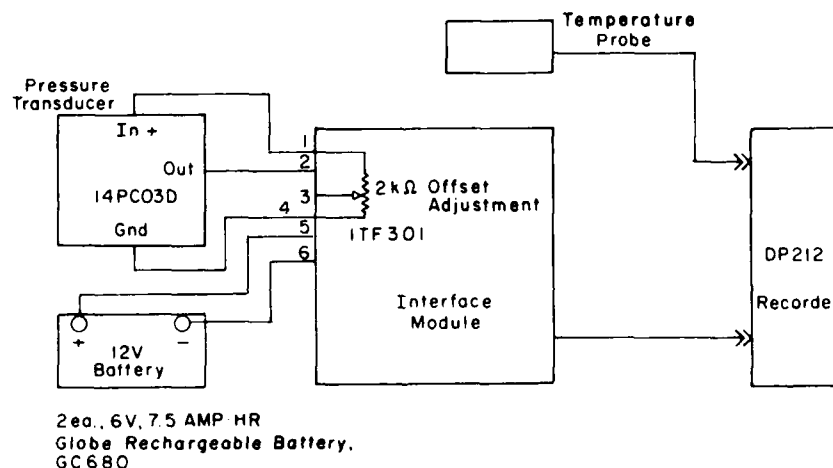 Temperature
Probe
Pressure
Transducer
In +
Out
14PC03D
Gnd
1
2
3
4
5
6
2kΩ Offset
Adjustment
ITF301
Interface
Module
DP212
Recorder
+ -
12V
Battery
2ea., 6V, 7.5 AMP HR
Globe Rechargeable Battery,
GC680